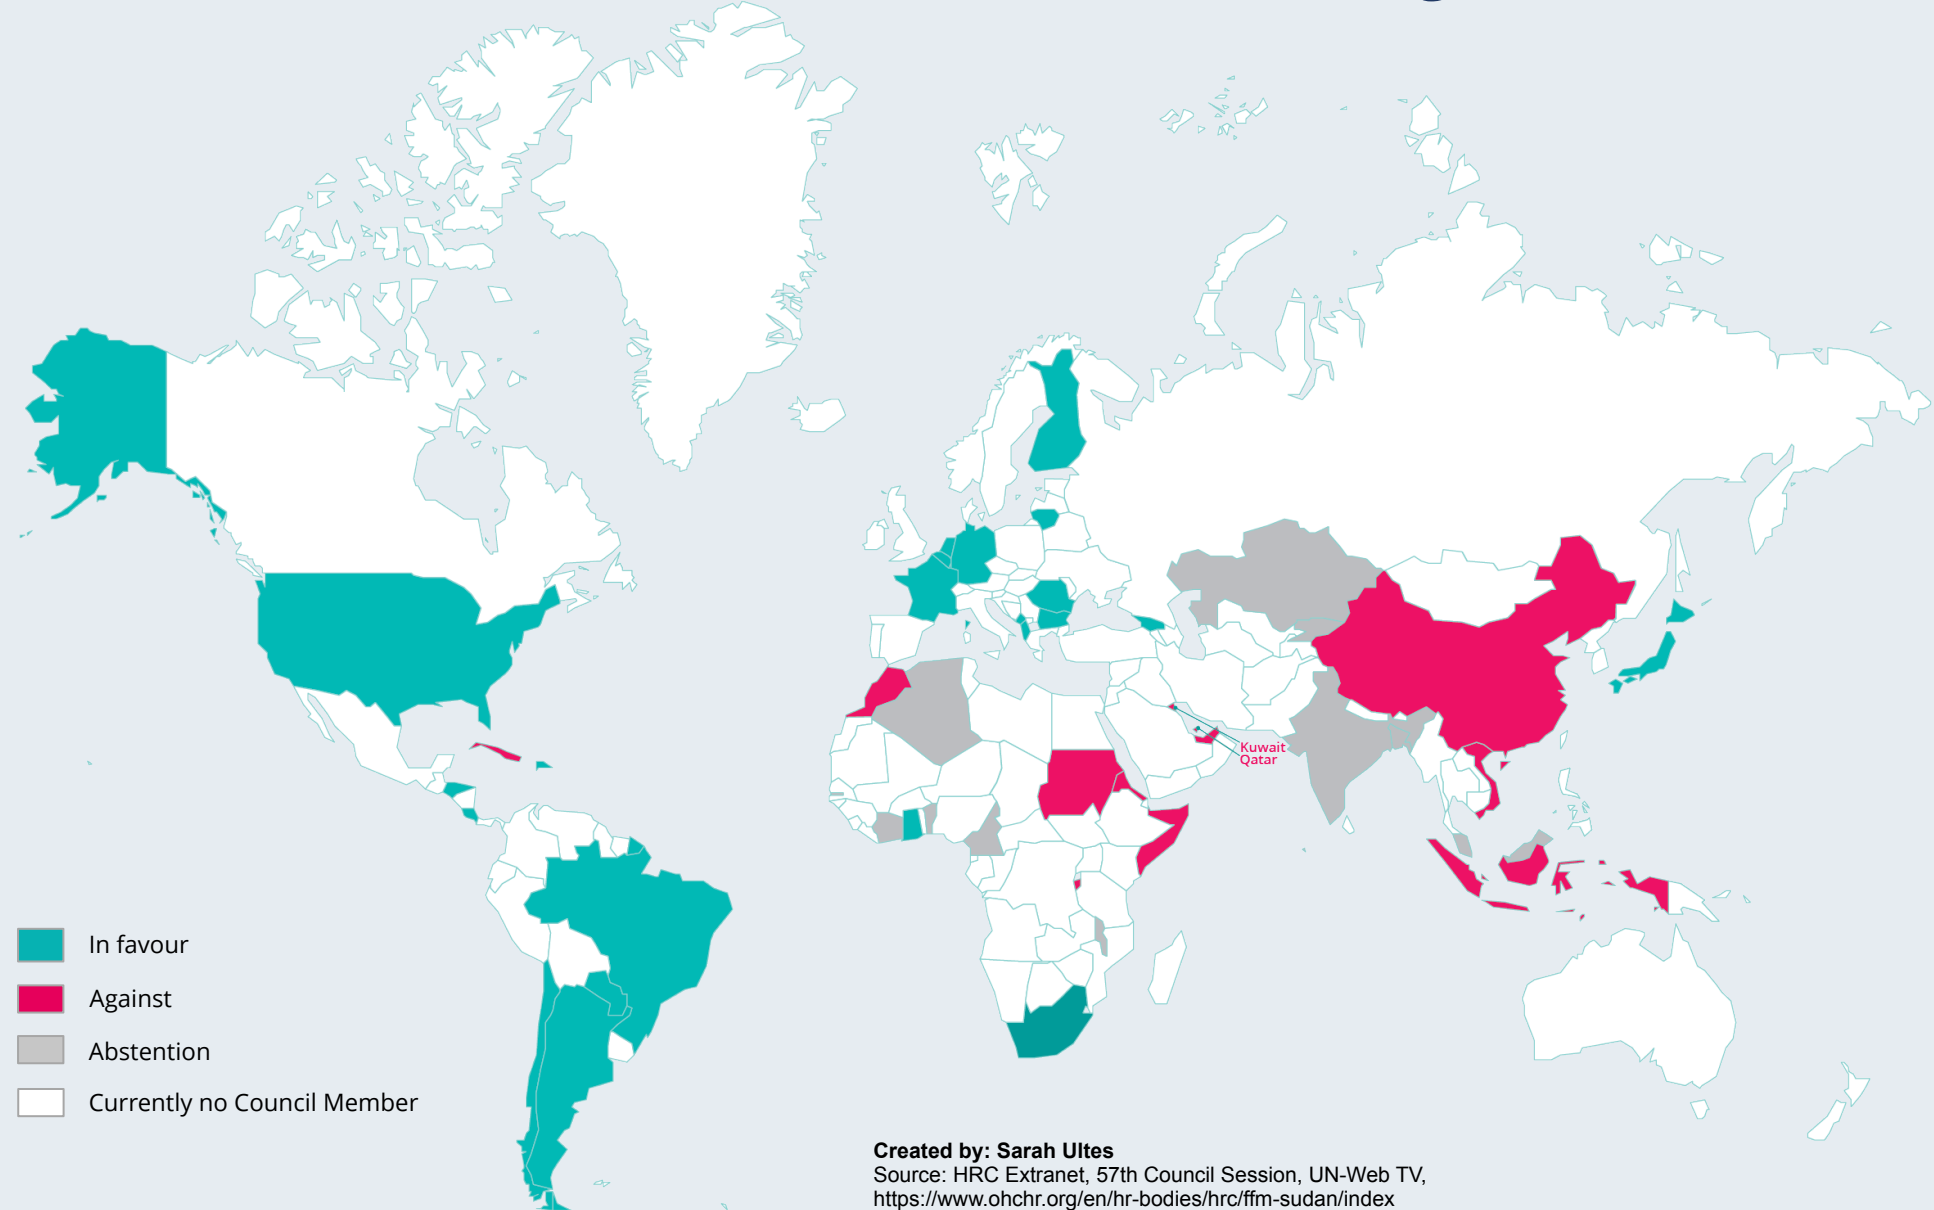 Kuwait
Qatar
In favour
Against
Abstention
Currently no Council Member
Created by: Sarah Ultes
Source: HRC Extranet, 57th Council Session, UN-Web TV,
https://www.ohchr.org/en/hr-bodies/hrc/ffm-sudan/index